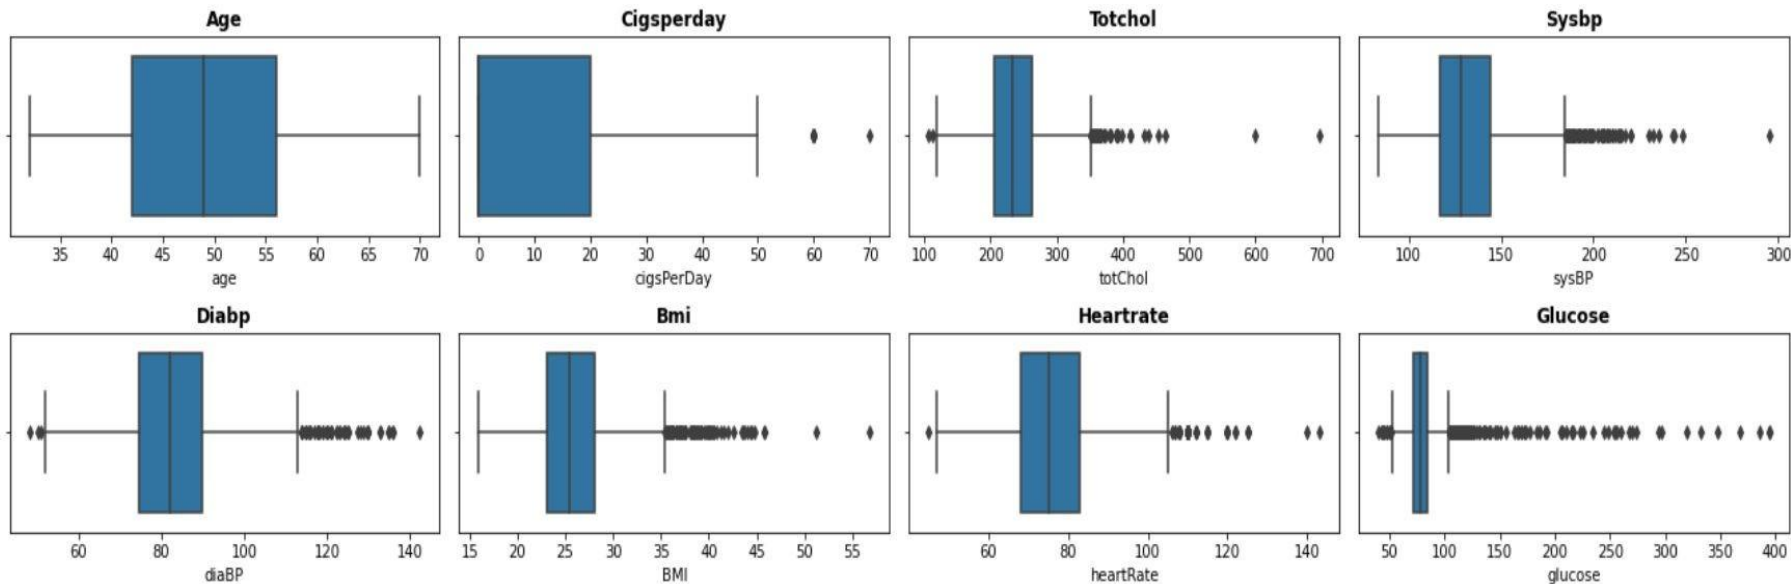 Age Cigsperday Totchol Sysbp
35 40 45 50 55 60 65 70 0 10 20 30 40 50 60 70 100 200 300 400 500 600 700 100 150 200 250 300
age cigsPerDay totChol sysBP
Diabp Bmi Heartrate Glucose
60 80 100 120 140 15 20 25 30 35 40 45 50 55 60 80 100 120 140 50 100 150 200 250 300 350 400
diaBP BMI heartRate glucose